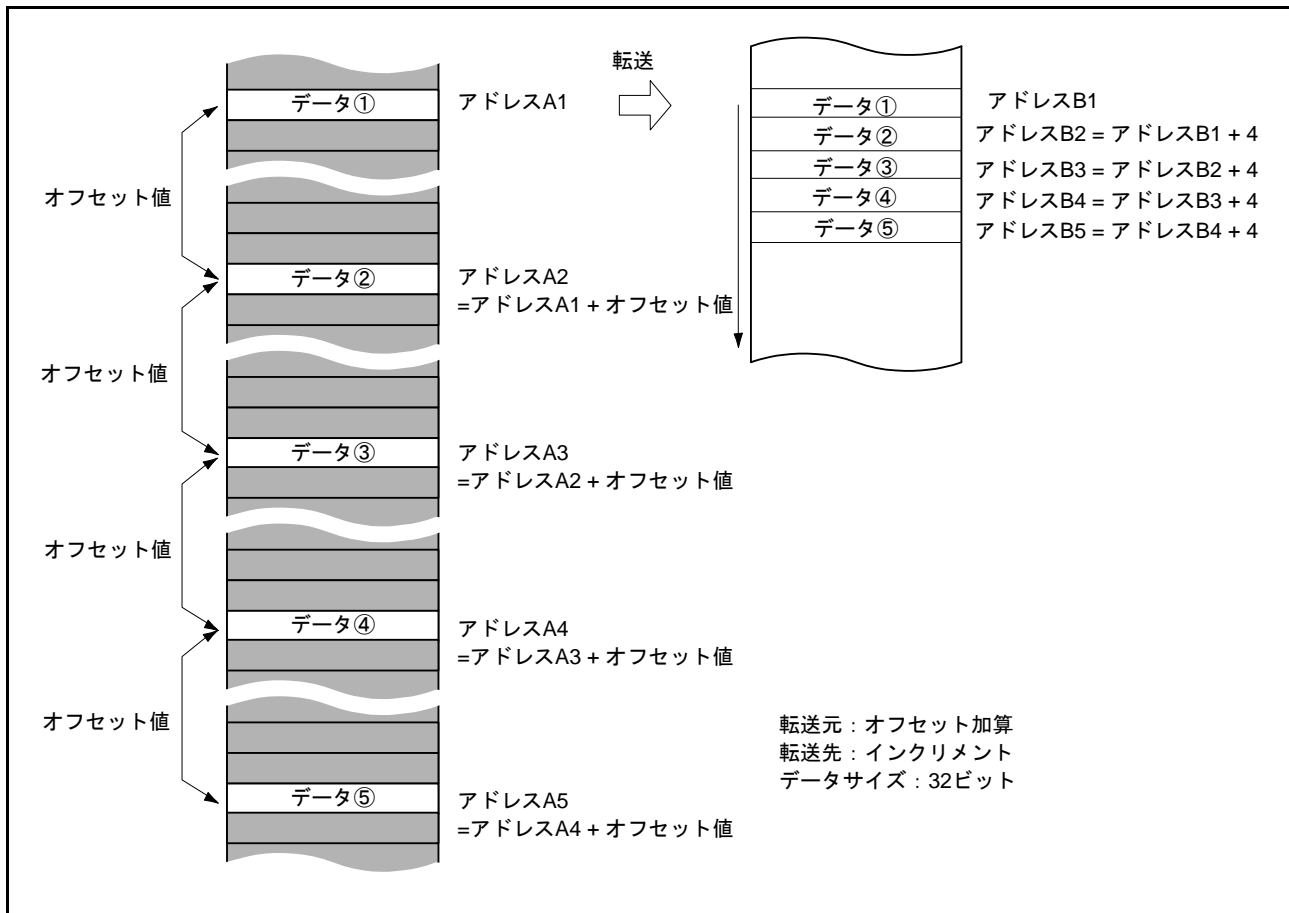 転送
データ①
アドレスA1
データ①
アドレスB1
データ②
アドレスB2 = アドレスB1 + 4
データ③
アドレスB3 = アドレスB2 + 4
データ④
アドレスB4 = アドレスB3 + 4
データ⑤
アドレスB5 = アドレスB4 + 4
オフセット値
データ②
アドレスA2
=アドレスA1 + オフセット値
オフセット値
データ③
アドレスA3
=アドレスA2 + オフセット値
オフセット値
データ④
アドレスA4
=アドレスA3 + オフセット値
オフセット値
データ⑤
アドレスA5
=アドレスA4 + オフセット値
転送元：オフセット加算
転送先：インクリメント
データサイズ：32ビット